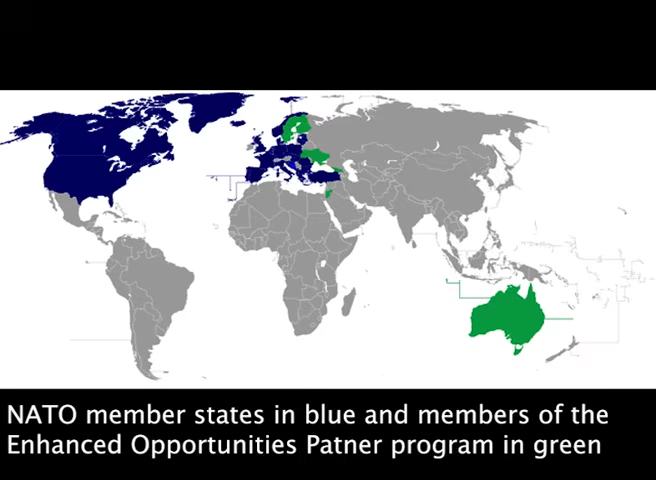 NATO member states in blue and members of the
Enhanced Opportunities Patner program in green